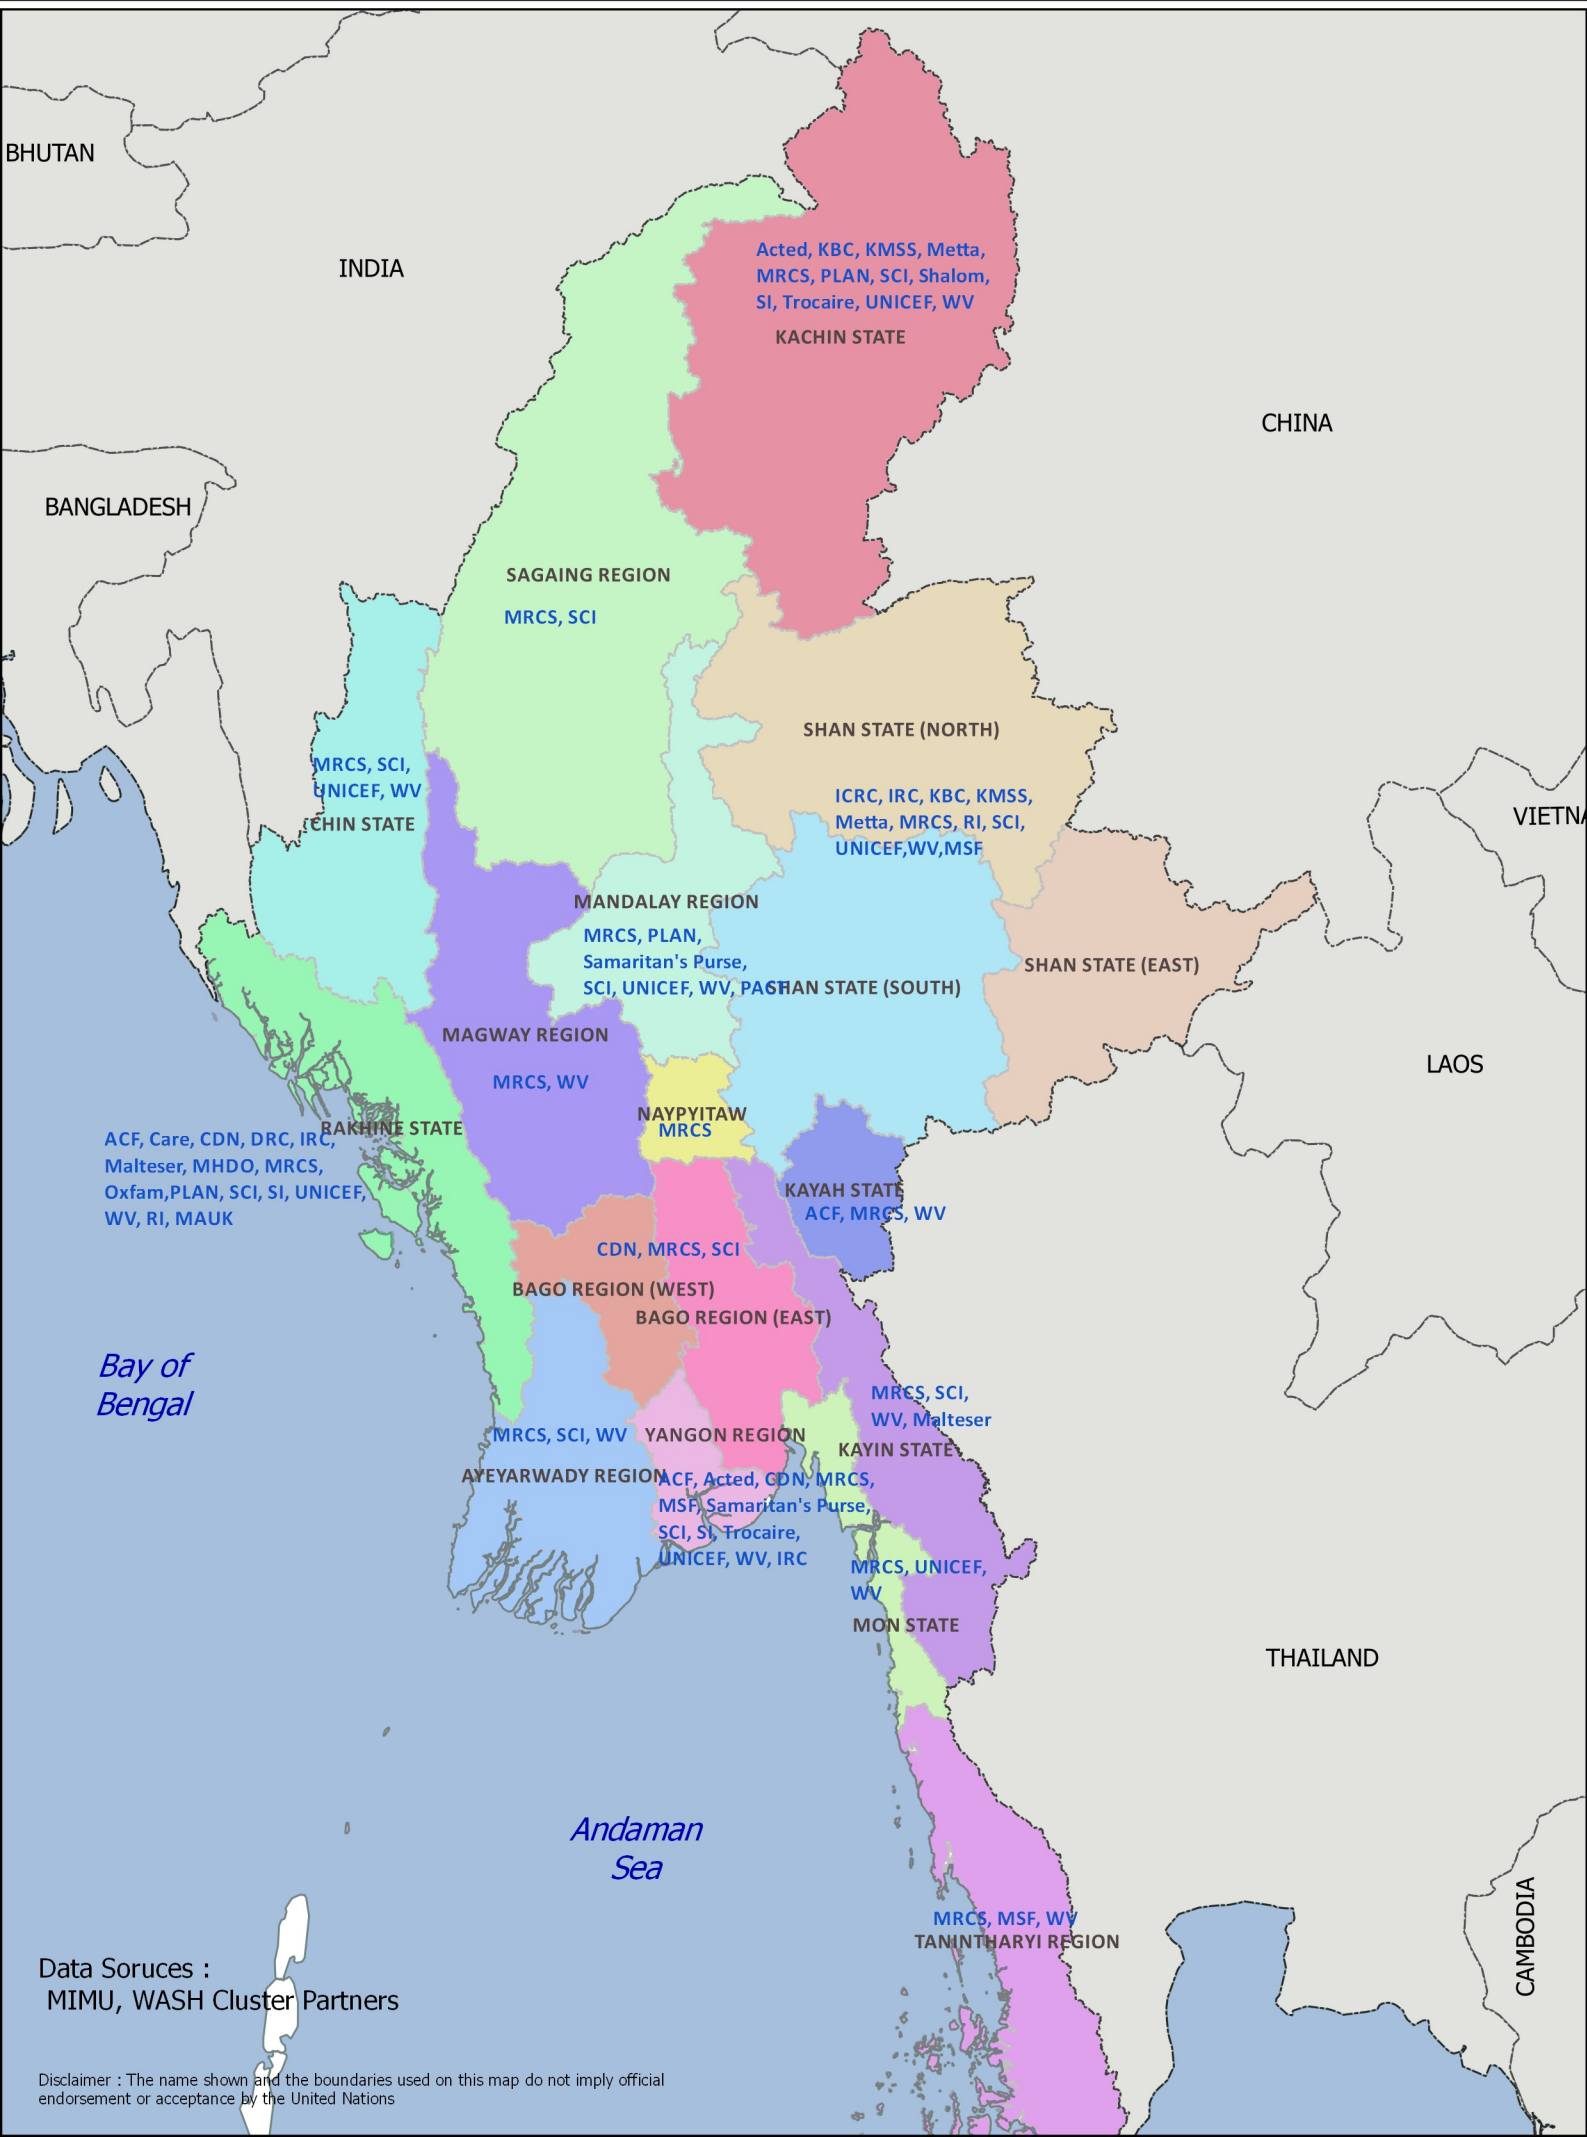 BHUTAN
INDIA
Acted, KBC, KMSS, Metta,
MRCS, PLAN, SCI, Shalom,
SI, Trocaire, UNICEF, WV
KACHIN STATE
CHINA
BANGLADESH
SAGAING REGION
MRCS, SCI
SHAN STATE (NORTH)
MRCS, SCI,
UNICEF, WV
CHIN STATE
ICRC, IRC, KBC, KMSS,
Metta, MRCS, RI, SCI,
UNICEF,WV,MSF
VIETNA
MANDALAY REGION
MRCS, PLAN,
Samaritan's Purse,
SCI, UNICEF, WV, PACT
SHAN STATE (SOUTH)
SHAN STATE (EAST)
MAGWAY REGION
MRCS, WV
LAOS
NAYPYITAW
MRCS
RAKHINE STATE
ACF, Care, CDN, DRC, IRC,
Malteser, MHDO, MRCS,
Oxfam,PLAN, SCI, SI, UNICEF,
WV, RI, MAUK
KAYAH STATE
ACF, MRCS, WV
CDN, MRCS, SCI
BAGO REGION (WEST)
BAGO REGION (EAST)
Bay of
Bengal
MRCS, SCI,
WV, Malteser
KAYIN STATE
MRCS, SCI, WV
AYEYARWADY REGION
YANGON REGION
ACF, Acted, CDN, MRCS,
MSF, Samaritan's Purse,
SCI, SI, Trocaire,
UNICEF, WV, IRC
MRCS, UNICEF,
WV
MON STATE
THAILAND
Andaman
Sea
MRCS, MSF, WV
TANINTHARYI REGION
CAMBODIA
Data Soruces :
MIMU, WASH Cluster Partners
Disclaimer : The name shown and the boundaries used on this map do not imply official
endorsement or acceptance by the United Nations